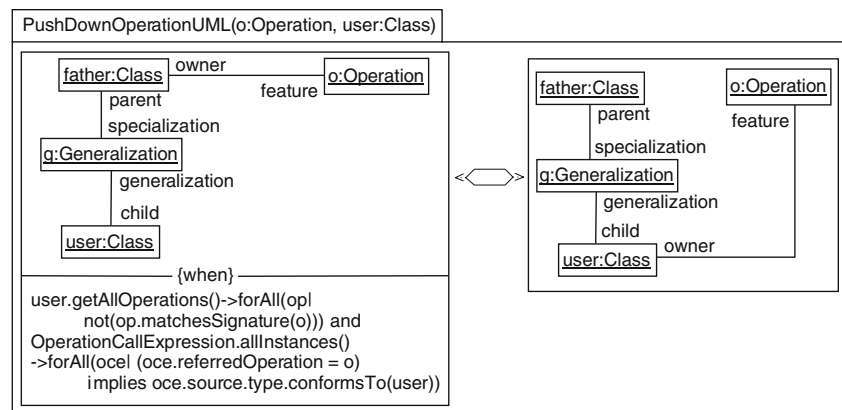 PushDownOperationUML(o:Operation, user:Class)
father:Class
owner
feature
o:Operation
parent
specialization
g:Generalization
generalization
child
user:Class
{when}
user.getAllOperations()->forAll(op|
not(op.matchesSignature(o))) and
OperationCallExpression.allInstances()
->forAll(oce| (oce.referredOperation = o)
implies oce.source.type.conformsTo(user))
father:Class
o:Operation
parent
feature
specialization
g:Generalization
generalization
child
owner
user:Class